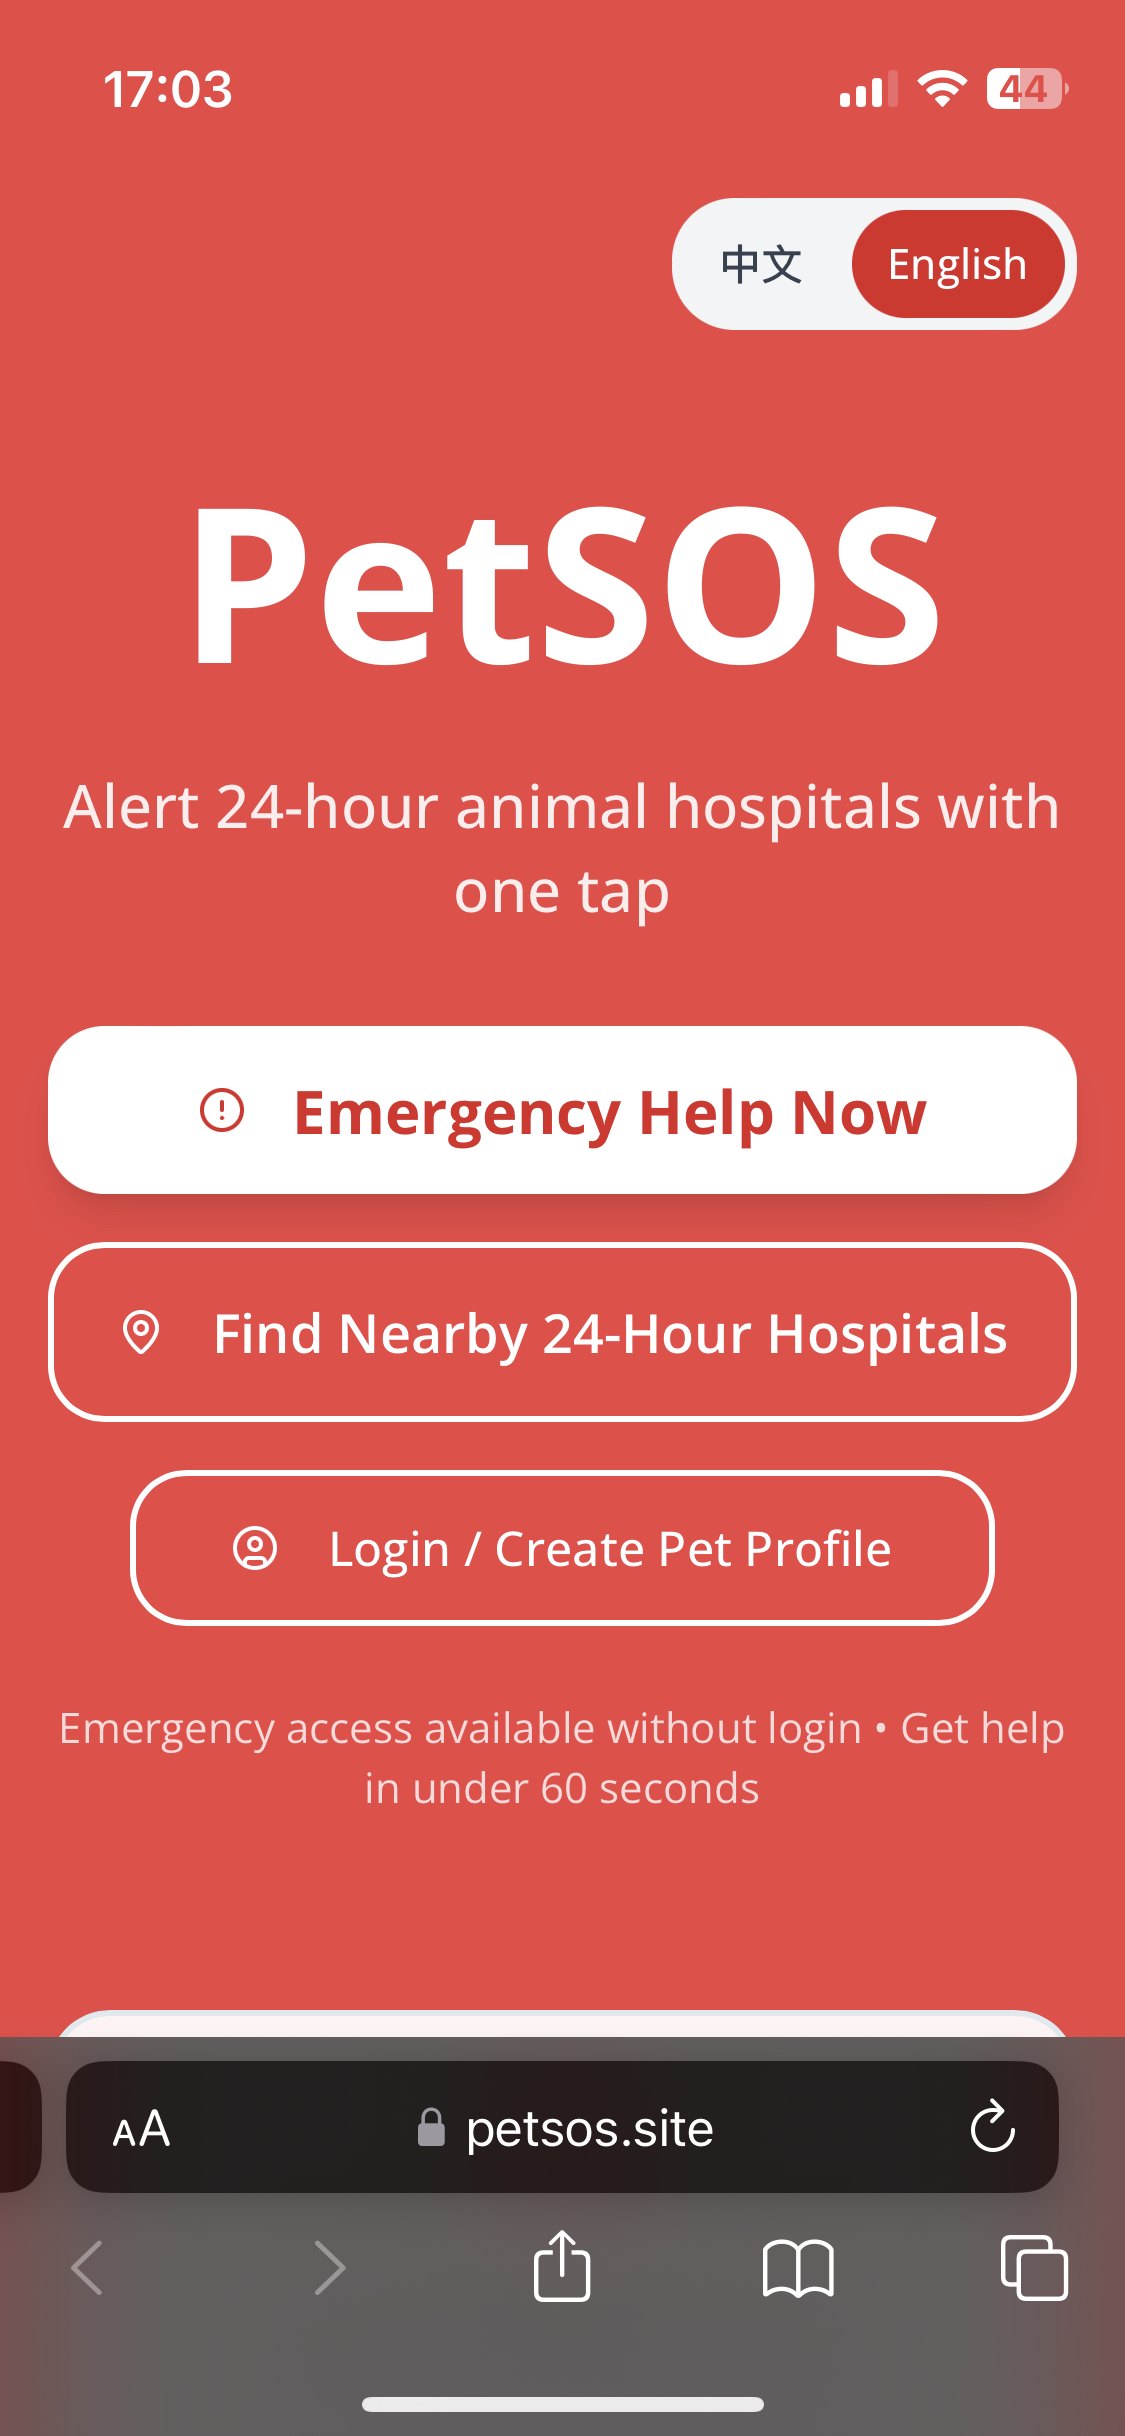 17:03
44
中文 English
PetSOS
Alert 24-hour animal hospitals with
one tap
Emergency Help Now
Find Nearby 24-Hour Hospitals
Login / Create Pet Profile
Emergency access available without login • Get help
in under 60 seconds
AA petsos.site